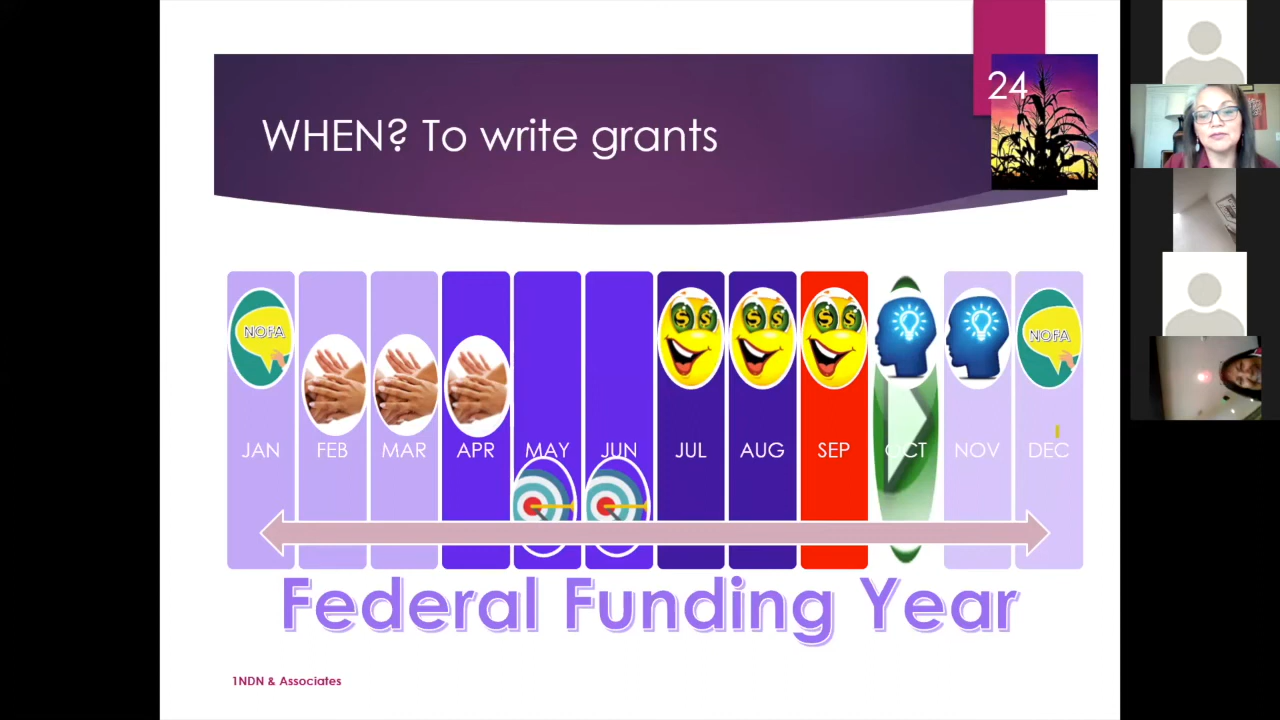 24
WHEN? To write grants
NOFA
NOFA
JAN FEB MAR APR MAY JUN JUL AUG SEP OCT NOV DEC
Federal Funding Year
1NDN & Associates